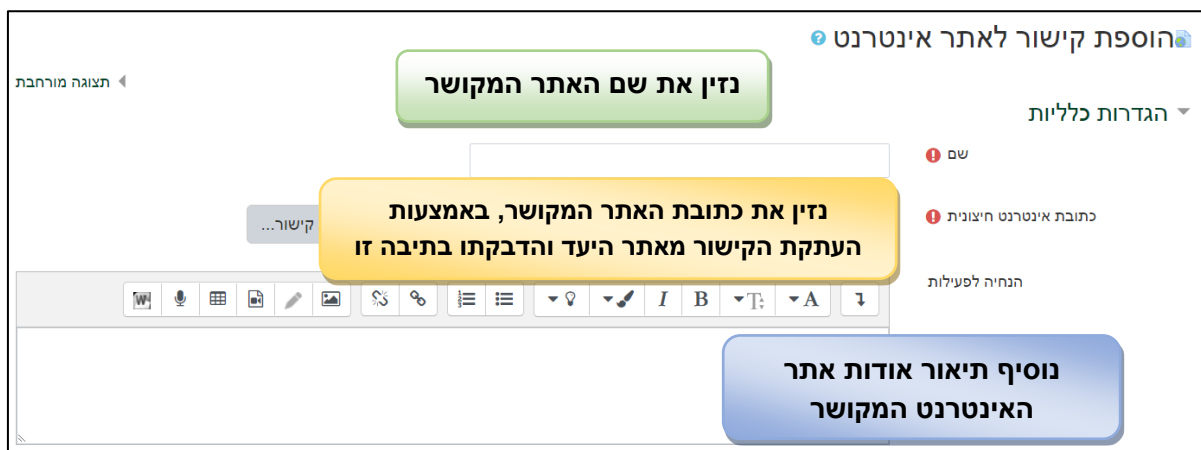 הוספת קישור לאתר אינטרנט
נזין את שם האתר המקושר
תצוגה מורחבת
הגדרות כלליות
שם
נזין את כתובת האתר המקושר, באמצעות
העתקת הקישור מאתר היעד והדבקתו בתיבה זו
כתובת אינטרנט חיצונית
קישור...
הנחיה לפעילות
נוסיף תיאור אודות אתר
האינטרנט המקושר